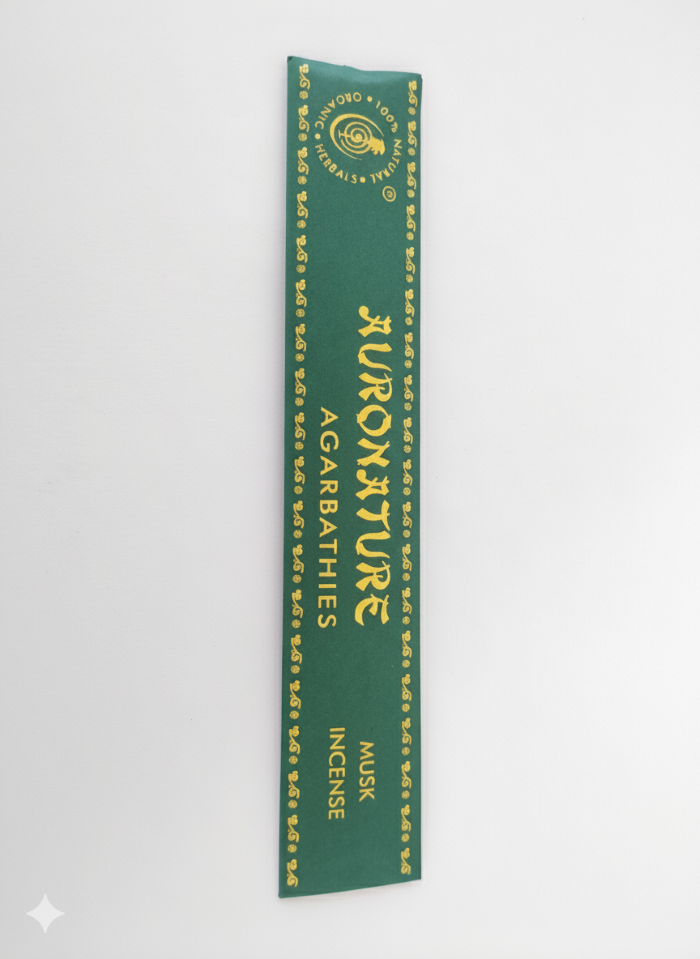 100% NATURAL • HERBALS • ORGANIC •
AURONATURE
AGARBATHIES
MUSK
INCENSE